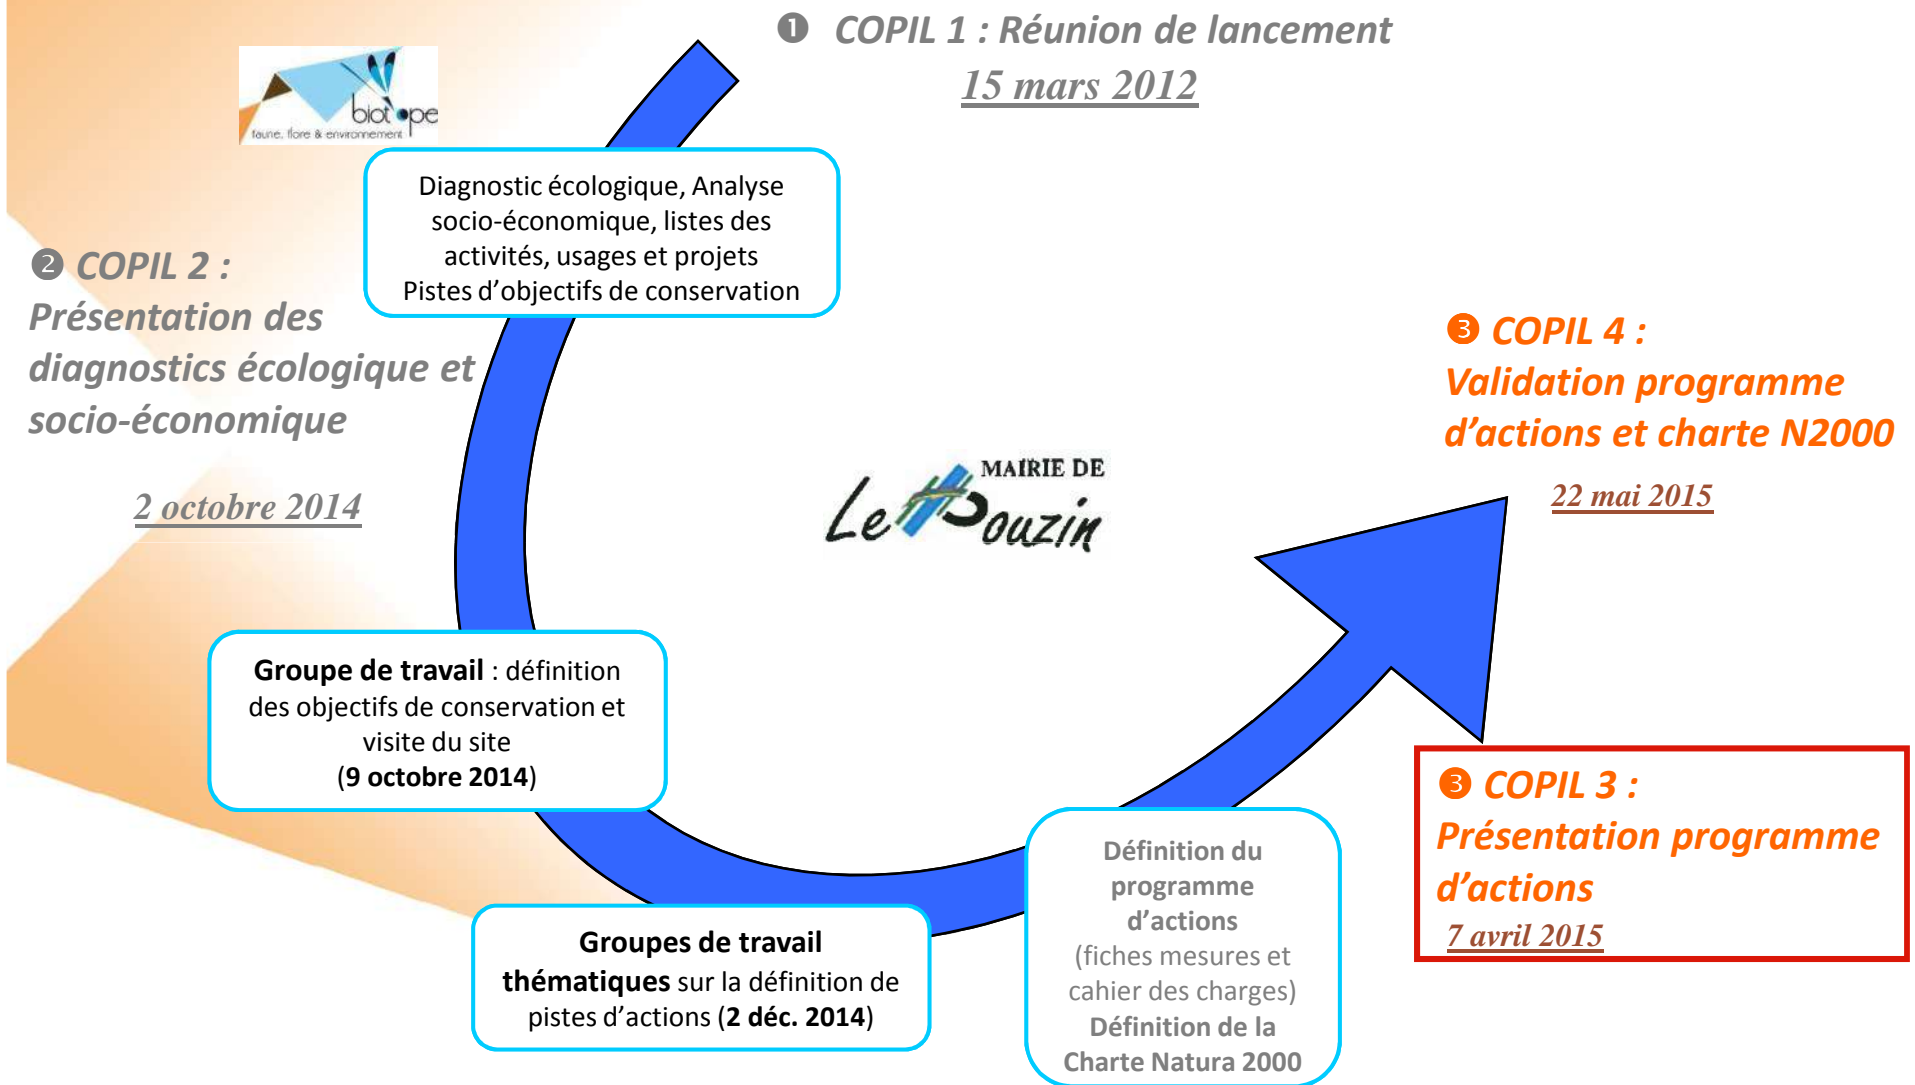 ❶ COPIL 1 : Réunion de lancement
15 mars 2012
biotope
faune, flore & environnement
Diagnostic écologique, Analyse
socio-économique, listes des
activités, usages et projets
Pistes d’objectifs de conservation
❷ COPIL 2 :
Présentation des
diagnostics écologique et
socio-économique
2 octobre 2014
MAIRIE DE
Le Pouzin
Groupe de travail : définition
des objectifs de conservation et
visite du site
(9 octobre 2014)
Groupes de travail
thématiques sur la définition de
pistes d’actions (2 déc. 2014)
Définition du
programme
d’actions
(fiches mesures et
cahier des charges)
Définition de la
Charte Natura 2000
❸ COPIL 3 :
Présentation programme
d’actions
7 avril 2015
❸ COPIL 4 :
Validation programme
d’actions et charte N2000
22 mai 2015